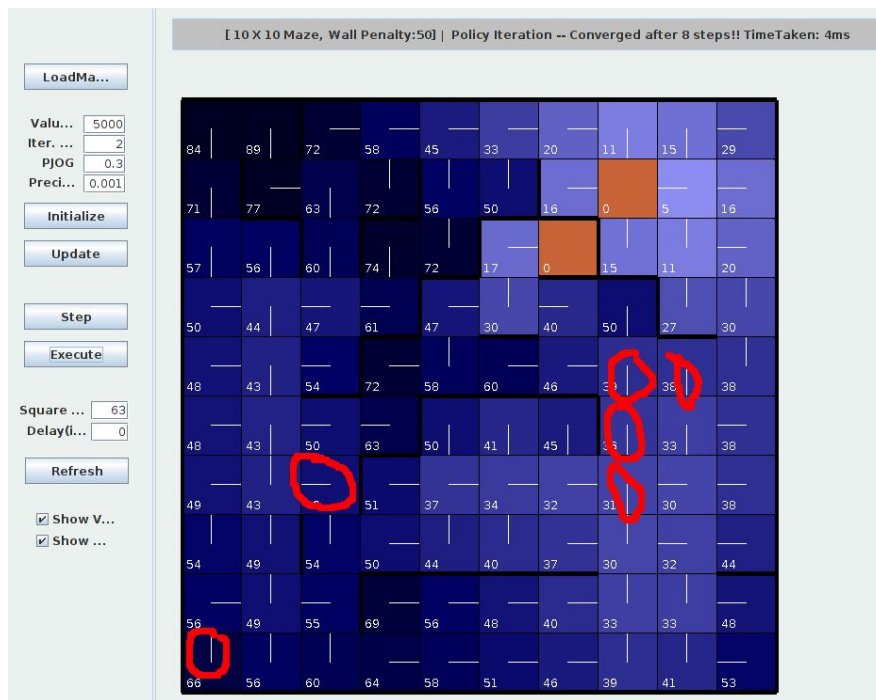 [ 10 X 10 Maze, Wall Penalty:50] | Policy Iteration -- Converged after 8 steps!! TimeTaken: 4ms
LoadMa...
Valu... 5000
Iter. ... 2
PJOG 0.3
Preci... 0.001
Initialize
Update
Step
Execute
Square ... 63
Delay(i... 0
Refresh
Show V...
Show ...
84 89 72 58 45 33 20 11 15 29
71 77 63 72 56 50 16 0 5 16
57 56 60 74 72 17 0 15 11 20
50 44 47 61 47 30 40 50 27 30
48 43 54 72 58 60 46 39 38 38
48 43 50 63 50 41 45 36 33 38
49 43 51 37 34 32 31 30 38
54 49 54 50 44 40 37 30 32 44
56 49 55 69 56 48 40 33 33 48
66 56 60 64 58 51 46 39 41 53